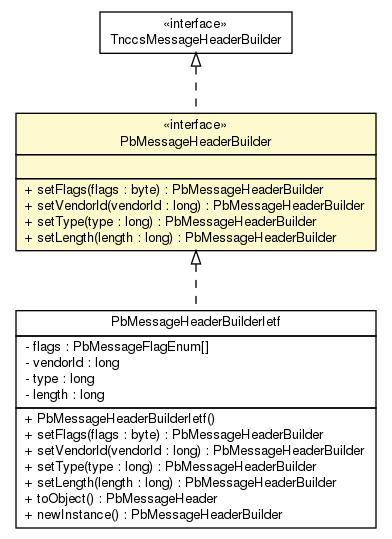 «interface»
TnccsMessageHeaderBuilder
«interface»
PbMessageHeaderBuilder
+ setFlags(flags : byte) : PbMessageHeaderBuilder
+ setVendorId(vendorId : long) : PbMessageHeaderBuilder
+ setType(type : long) : PbMessageHeaderBuilder
+ setLength(length : long) : PbMessageHeaderBuilder
PbMessageHeaderBuilderIetf
- flags : PbMessageFlagEnum[]
- vendorId : long
- type : long
- length : long
+ PbMessageHeaderBuilderIetf()
+ setFlags(flags : byte) : PbMessageHeaderBuilder
+ setVendorId(vendorId : long) : PbMessageHeaderBuilder
+ setType(type : long) : PbMessageHeaderBuilder
+ setLength(length : long) : PbMessageHeaderBuilder
+ toObject() : PbMessageHeader
+ newInstance() : PbMessageHeaderBuilder